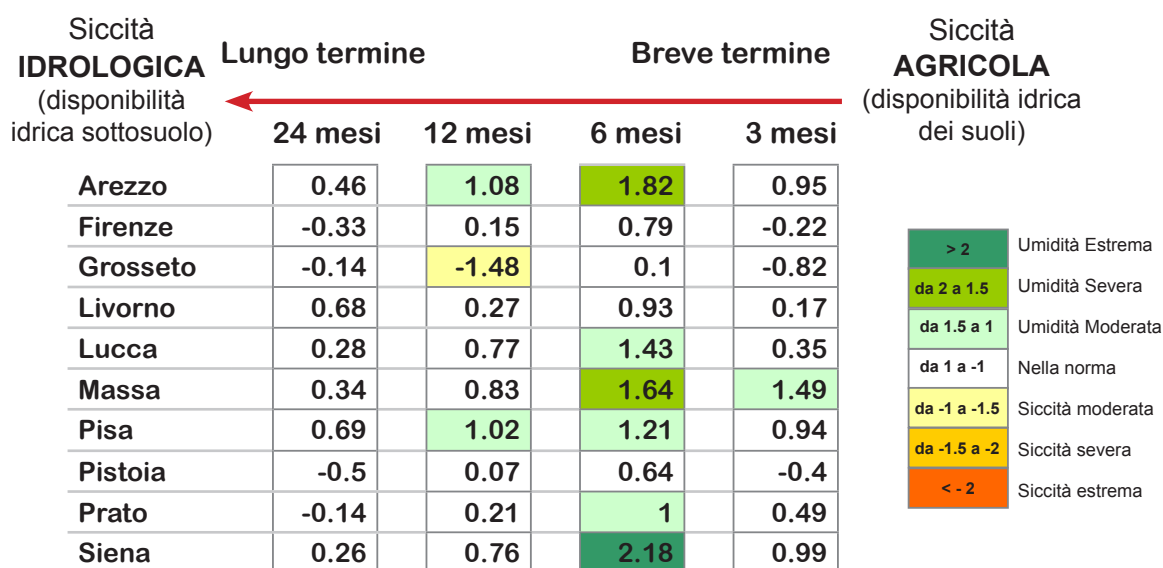 Siccità
IDROLOGICA
(disponibilità
idrica sottosuolo)
Lungo termine
Breve termine
Siccità
AGRICOLA
(disponibilità idrica
dei suoli)
24 mesi 12 mesi 6 mesi 3 mesi
Arezzo 0.46 1.08 1.82 0.95
Firenze -0.33 0.15 0.79 -0.22
Grosseto -0.14 -1.48 0.1 -0.82
Livorno 0.68 0.27 0.93 0.17
Lucca 0.28 0.77 1.43 0.35
Massa 0.34 0.83 1.64 1.49
Pisa 0.69 1.02 1.21 0.94
Pistoia -0.5 0.07 0.64 -0.4
Prato -0.14 0.21 1 0.49
Siena 0.26 0.76 2.18 0.99
> 2 Umidità Estrema
da 2 a 1.5 Umidità Severa
da 1.5 a 1 Umidità Moderata
da 1 a -1 Nella norma
da -1 a -1.5 Siccità moderata
da -1.5 a -2 Siccità severa
< - 2 Siccità estrema